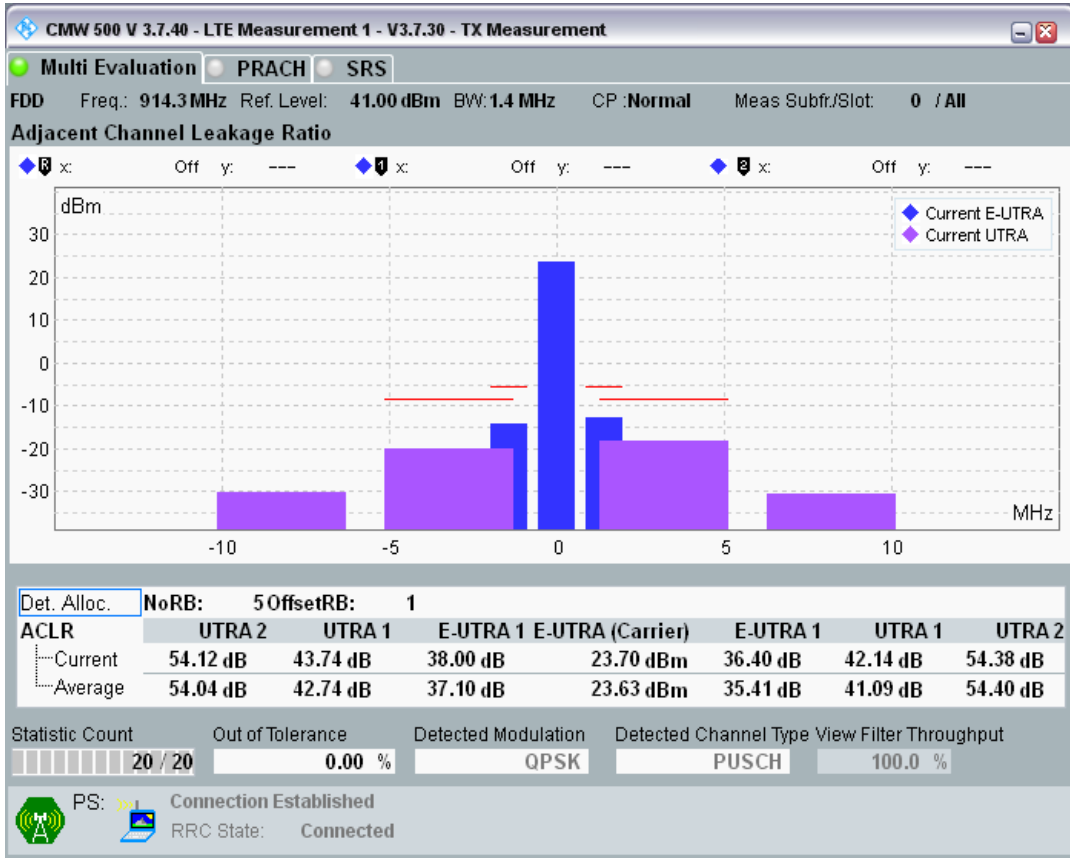 CMW 500 V 3.7.40 - LTE Measurement 1 - V3.7.30 - TX Measurement
Multi Evaluation PRACH SRS
FDD Freq.: 914.3 MHz Ref. Level: 41.00 dBm BW: 1.4 MHz CP :Normal Meas Subfr./Slot: 0 / All
Adjacent Channel Leakage Ratio
R x: Off y: --- 1 x: Off y: --- 2 x: Off y: ---
dBm
Current E-UTRA
Current UTRA
30
20
10
0
-10
-20
-30
MHz
-10 -5 0 5 10
Det. Alloc. NoRB: 5 OffsetRB: 1
ACLR UTRA 2 UTRA 1 E-UTRA 1 E-UTRA (Carrier) E-UTRA 1 UTRA 1 UTRA 2
Current 54.12 dB 43.74 dB 38.00 dB 23.70 dBm 36.40 dB 42.14 dB 54.38 dB
Average 54.04 dB 42.74 dB 37.10 dB 23.63 dBm 35.41 dB 41.09 dB 54.40 dB
Statistic Count Out of Tolerance Detected Modulation Detected Channel Type View Filter Throughput
20 / 20 0.00 % QPSK PUSCH 100.0 %
PS: Connection Established
RRC State: Connected